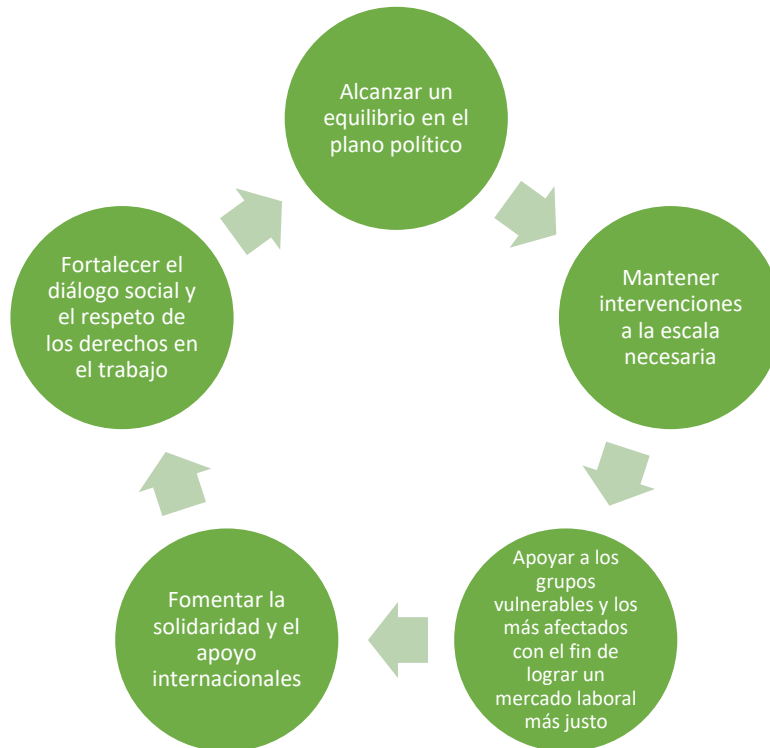 Alcanzar un
equilibrio en el
plano político
Mantener
intervenciones
a la escala
necesaria
Apoyar a los
grupos
vulnerables y los
más afectados
con el fin de
lograr un
mercado laboral
más justo
Fomentar la
solidaridad y el
apoyo
internacionales
Fortalecer el
diálogo social y
el respeto de
los derechos en
el trabajo